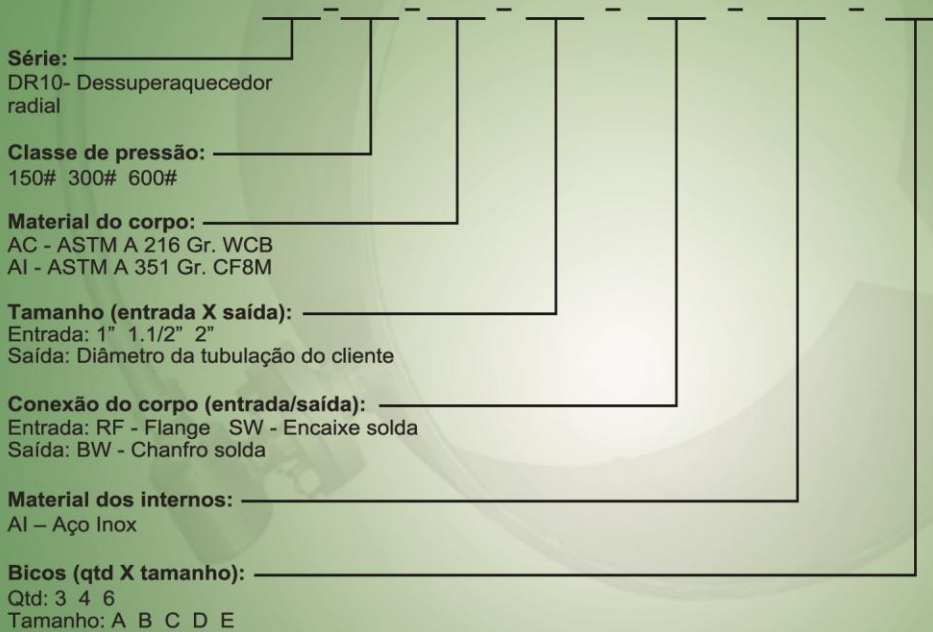 Série:
DR10- Dessuperaquecedor
radial
Classe de pressão:
150# 300# 600#
Material do corpo:
AC - ASTM A 216 Gr. WCB
AI - ASTM A 351 Gr. CF8M
Tamanho (entrada X saída):
Entrada: 1” 1.1/2” 2”
Saída: Diâmetro da tubulação do cliente
Conexão do corpo (entrada/saída):
Entrada: RF - Flange SW - Encaixe solda
Saída: BW - Chanfro solda
Material dos internos:
AI – Aço Inox
Bicos (qtd X tamanho):
Qtd: 3 4 6
Tamanho: A B C D E